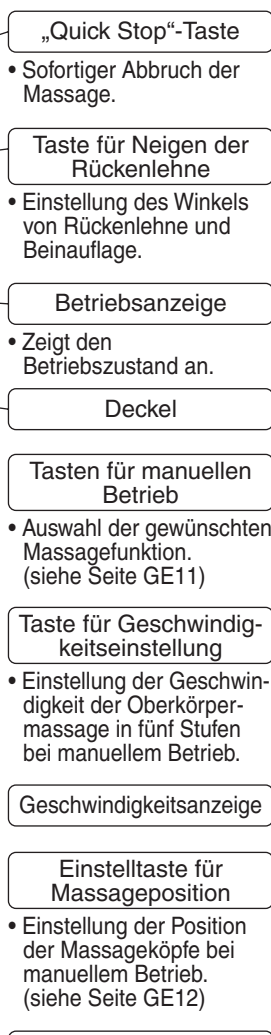 „Quick Stop“-Taste
• Sofortiger Abbruch der
Massage.
Taste für Neigen der
Rückenlehne
• Einstellung des Winkels
von Rückenlehne und
Beinauflage.
Betriebsanzeige
• Zeigt den
Betriebszustand an.
Deckel
Tasten für manuellen
Betrieb
• Auswahl der gewünschten
Massagefunktion.
(siehe Seite GE11)
Taste für Geschwindig-
keitseinstellung
• Einstellung der Geschwin-
digkeit der Oberkörper-
massage in fünf Stufen
bei manuellem Betrieb.
Geschwindigkeitsanzeige
Einstelltaste für
Massageposition
• Einstellung der Position
der Massageköpfe bei
manuellem Betrieb.
(siehe Seite GE12)